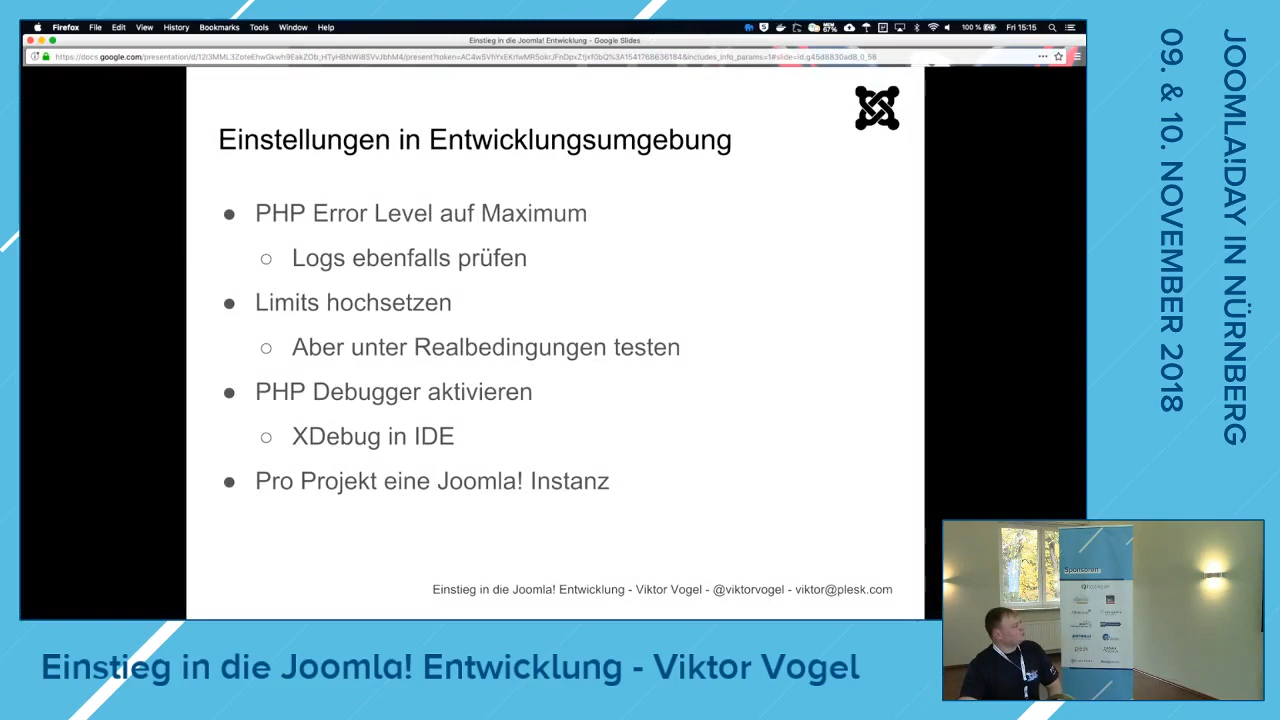 Firefox File Edit View History Bookmarks Tools Window Help
100 % Fri 15:15
Einstieg in die Joomla! Entwicklung - Google Slides
Einstellungen in Entwicklungsumgebung
● PHP Error Level auf Maximum
○ Logs ebenfalls prüfen
● Limits hochsetzen
○ Aber unter Realbedingungen testen
● PHP Debugger aktivieren
○ XDebug in IDE
● Pro Projekt eine Joomla! Instanz
Einstieg in die Joomla! Entwicklung - Viktor Vogel - @viktorvogel - viktor@plesk.com
JOOMLA!DAY IN NÜRNBERG
09. & 10. NOVEMBER 2018
Sponsoren
plesk
Einstieg in die Joomla! Entwicklung - Viktor Vogel